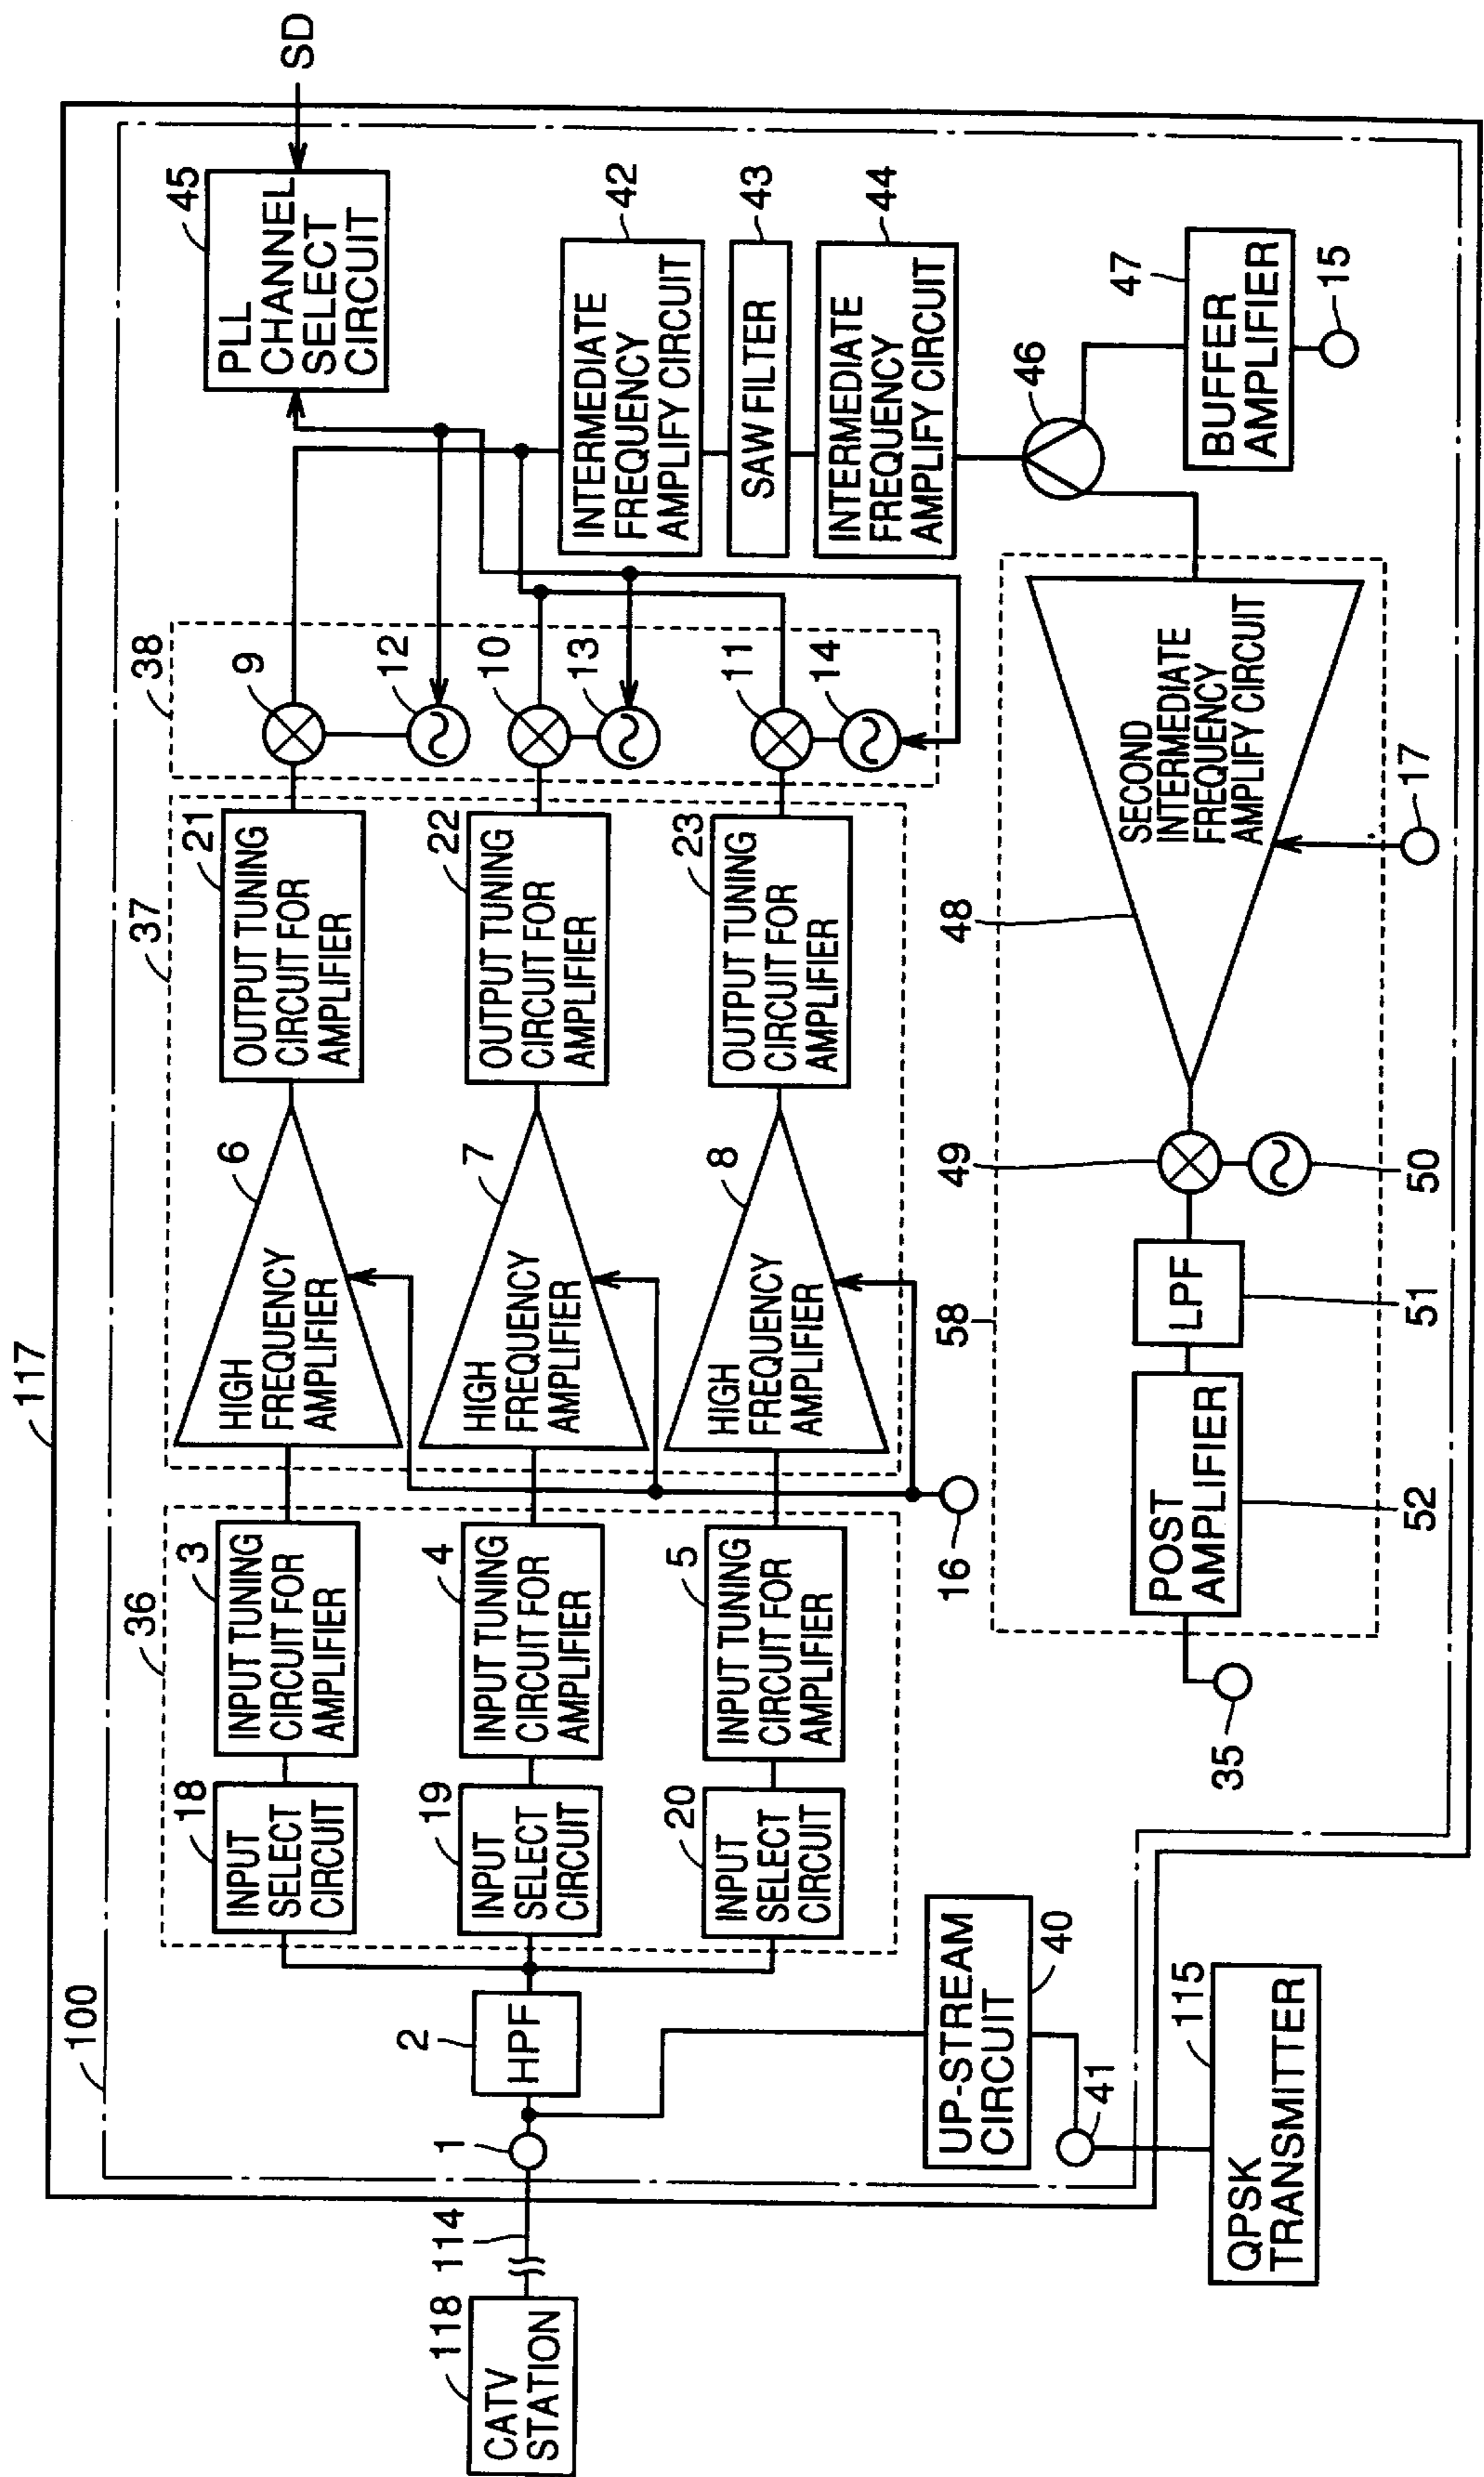 117
100
118
CATV
STATION
114
1
2
HPF
36
18
INPUT
SELECT
CIRCUIT
3
INPUT TUNING
CIRCUIT FOR
AMPLIFIER
19
INPUT
SELECT
CIRCUIT
4
INPUT TUNING
CIRCUIT FOR
AMPLIFIER
20
INPUT
SELECT
CIRCUIT
5
INPUT TUNING
CIRCUIT FOR
AMPLIFIER
37
6
HIGH
FREQUENCY
AMPLIFIER
21
OUTPUT TUNING
CIRCUIT FOR
AMPLIFIER
7
HIGH
FREQUENCY
AMPLIFIER
22
OUTPUT TUNING
CIRCUIT FOR
AMPLIFIER
8
HIGH
FREQUENCY
AMPLIFIER
23
OUTPUT TUNING
CIRCUIT FOR
AMPLIFIER
16
38
9
12
10
13
11
14
45
PLL
CHANNEL
SELECT
CIRCUIT
SD
42
INTERMEDIATE
FREQUENCY
AMPLIFY CIRCUIT
43
SAW FILTER
44
INTERMEDIATE
FREQUENCY
AMPLIFY CIRCUIT
46
47
BUFFER
AMPLIFIER
15
58
48
SECOND
INTERMEDIATE
FREQUENCY
AMPLIFY CIRCUIT
17
49
50
LPF
51
POST
AMPLIFIER
52
35
UP-STREAM
CIRCUIT
40
41
115
QPSK
TRANSMITTER